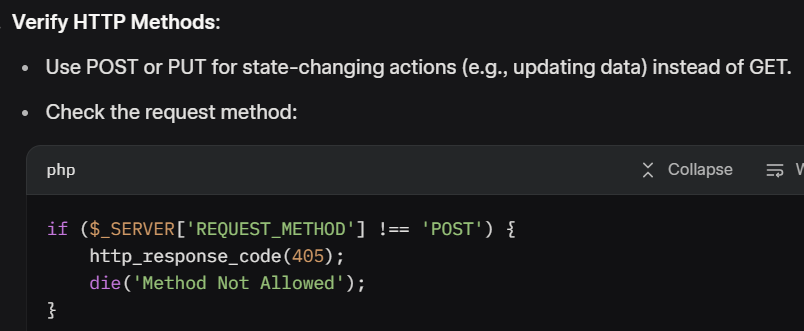 Verify HTTP Methods:
• Use POST or PUT for state-changing actions (e.g., updating data) instead of GET.
• Check the request method:
php Collapse
if ($_SERVER['REQUEST_METHOD'] !== 'POST') {
    http_response_code(405);
    die('Method Not Allowed');
}